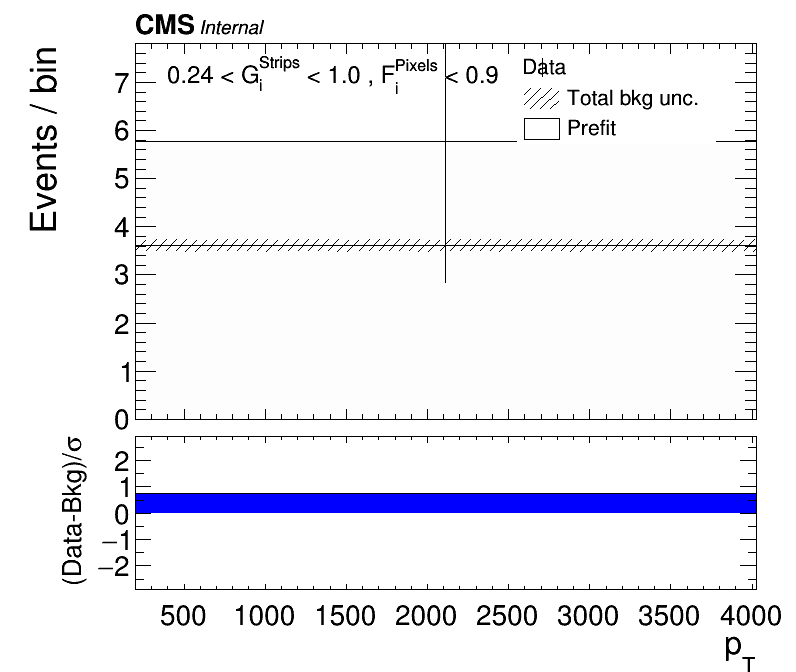 CMS Internal
0.24 < G_i^Strips < 1.0 , F_i^Pixels < 0.9
Data
Total bkg unc.
Prefit
Events / bin
7
6
5
4
3
2
1
0
(Data-Bkg)/σ
2
1
0
−1
−2
500 1000 1500 2000 2500 3000 3500 4000
p_T